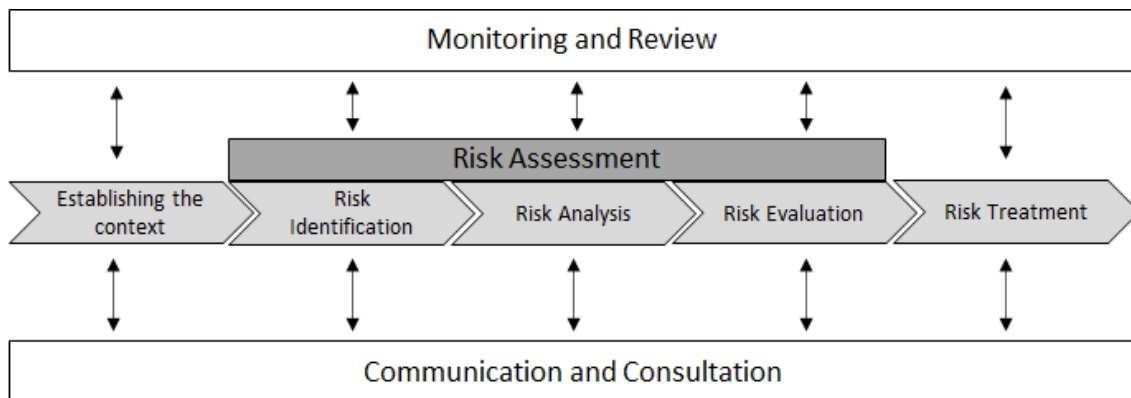 Monitoring and Review
Risk Assessment
Establishing the
context
Risk
Identification
Risk Analysis
Risk Evaluation
Risk Treatment
Communication and Consultation